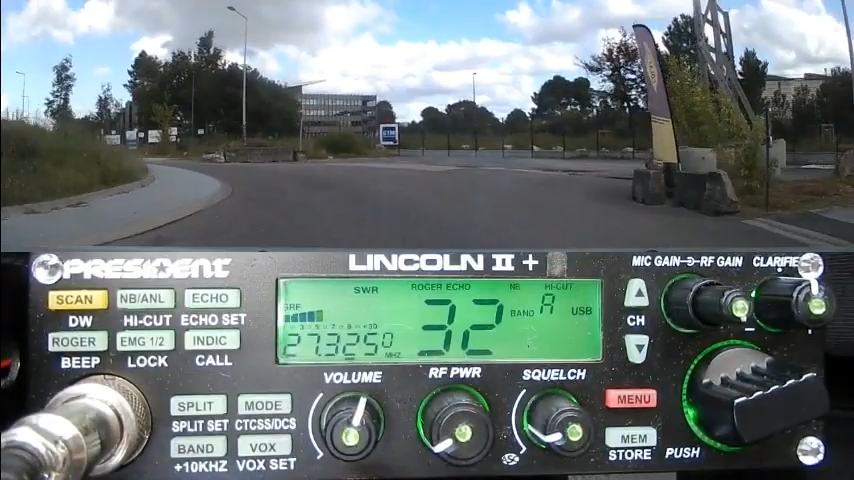 PRESIDENT
LINCOLN II +
MIC GAIN RF GAIN
CLARIFIER
SCAN
NB/ANL
ECHO
DW
HI-CUT
ECHO SET
ROGER
EMG 1/2
INDIC
BEEP
LOCK
CALL
SWR
ROGER ECHO
NB
HI-CUT
32
BAND A
USB
SRF
27.3250 MHZ
CH
VOLUME
RF PWR
SQUELCH
SPLIT
MODE
SPLIT SET
CTCSS/DCS
BAND
VOX
+10KHZ
VOX SET
MENU
MEM
STORE
PUSH
SC